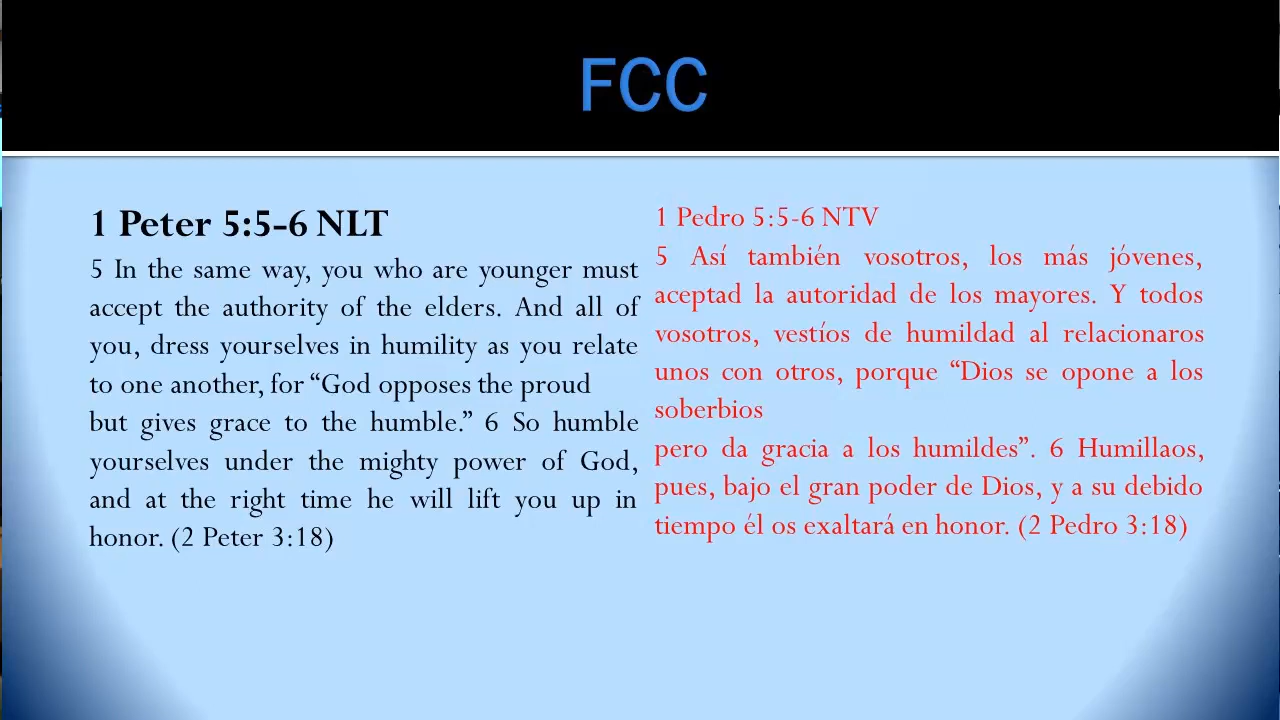 FCC
1 Peter 5:5-6 NLT
5 In the same way, you who are younger must
accept the authority of the elders. And all of
you, dress yourselves in humility as you relate
to one another, for “God opposes the proud
but gives grace to the humble.” 6 So humble
yourselves under the mighty power of God,
and at the right time he will lift you up in
honor. (2 Peter 3:18)
1 Pedro 5:5-6 NTV
5 Así también vosotros, los más jóvenes,
aceptad la autoridad de los mayores. Y todos
vosotros, vestíos de humildad al relacionaros
unos con otros, porque “Dios se opone a los
soberbios
pero da gracia a los humildes”. 6 Humillaos,
pues, bajo el gran poder de Dios, y a su debido
tiempo él os exaltará en honor. (2 Pedro 3:18)